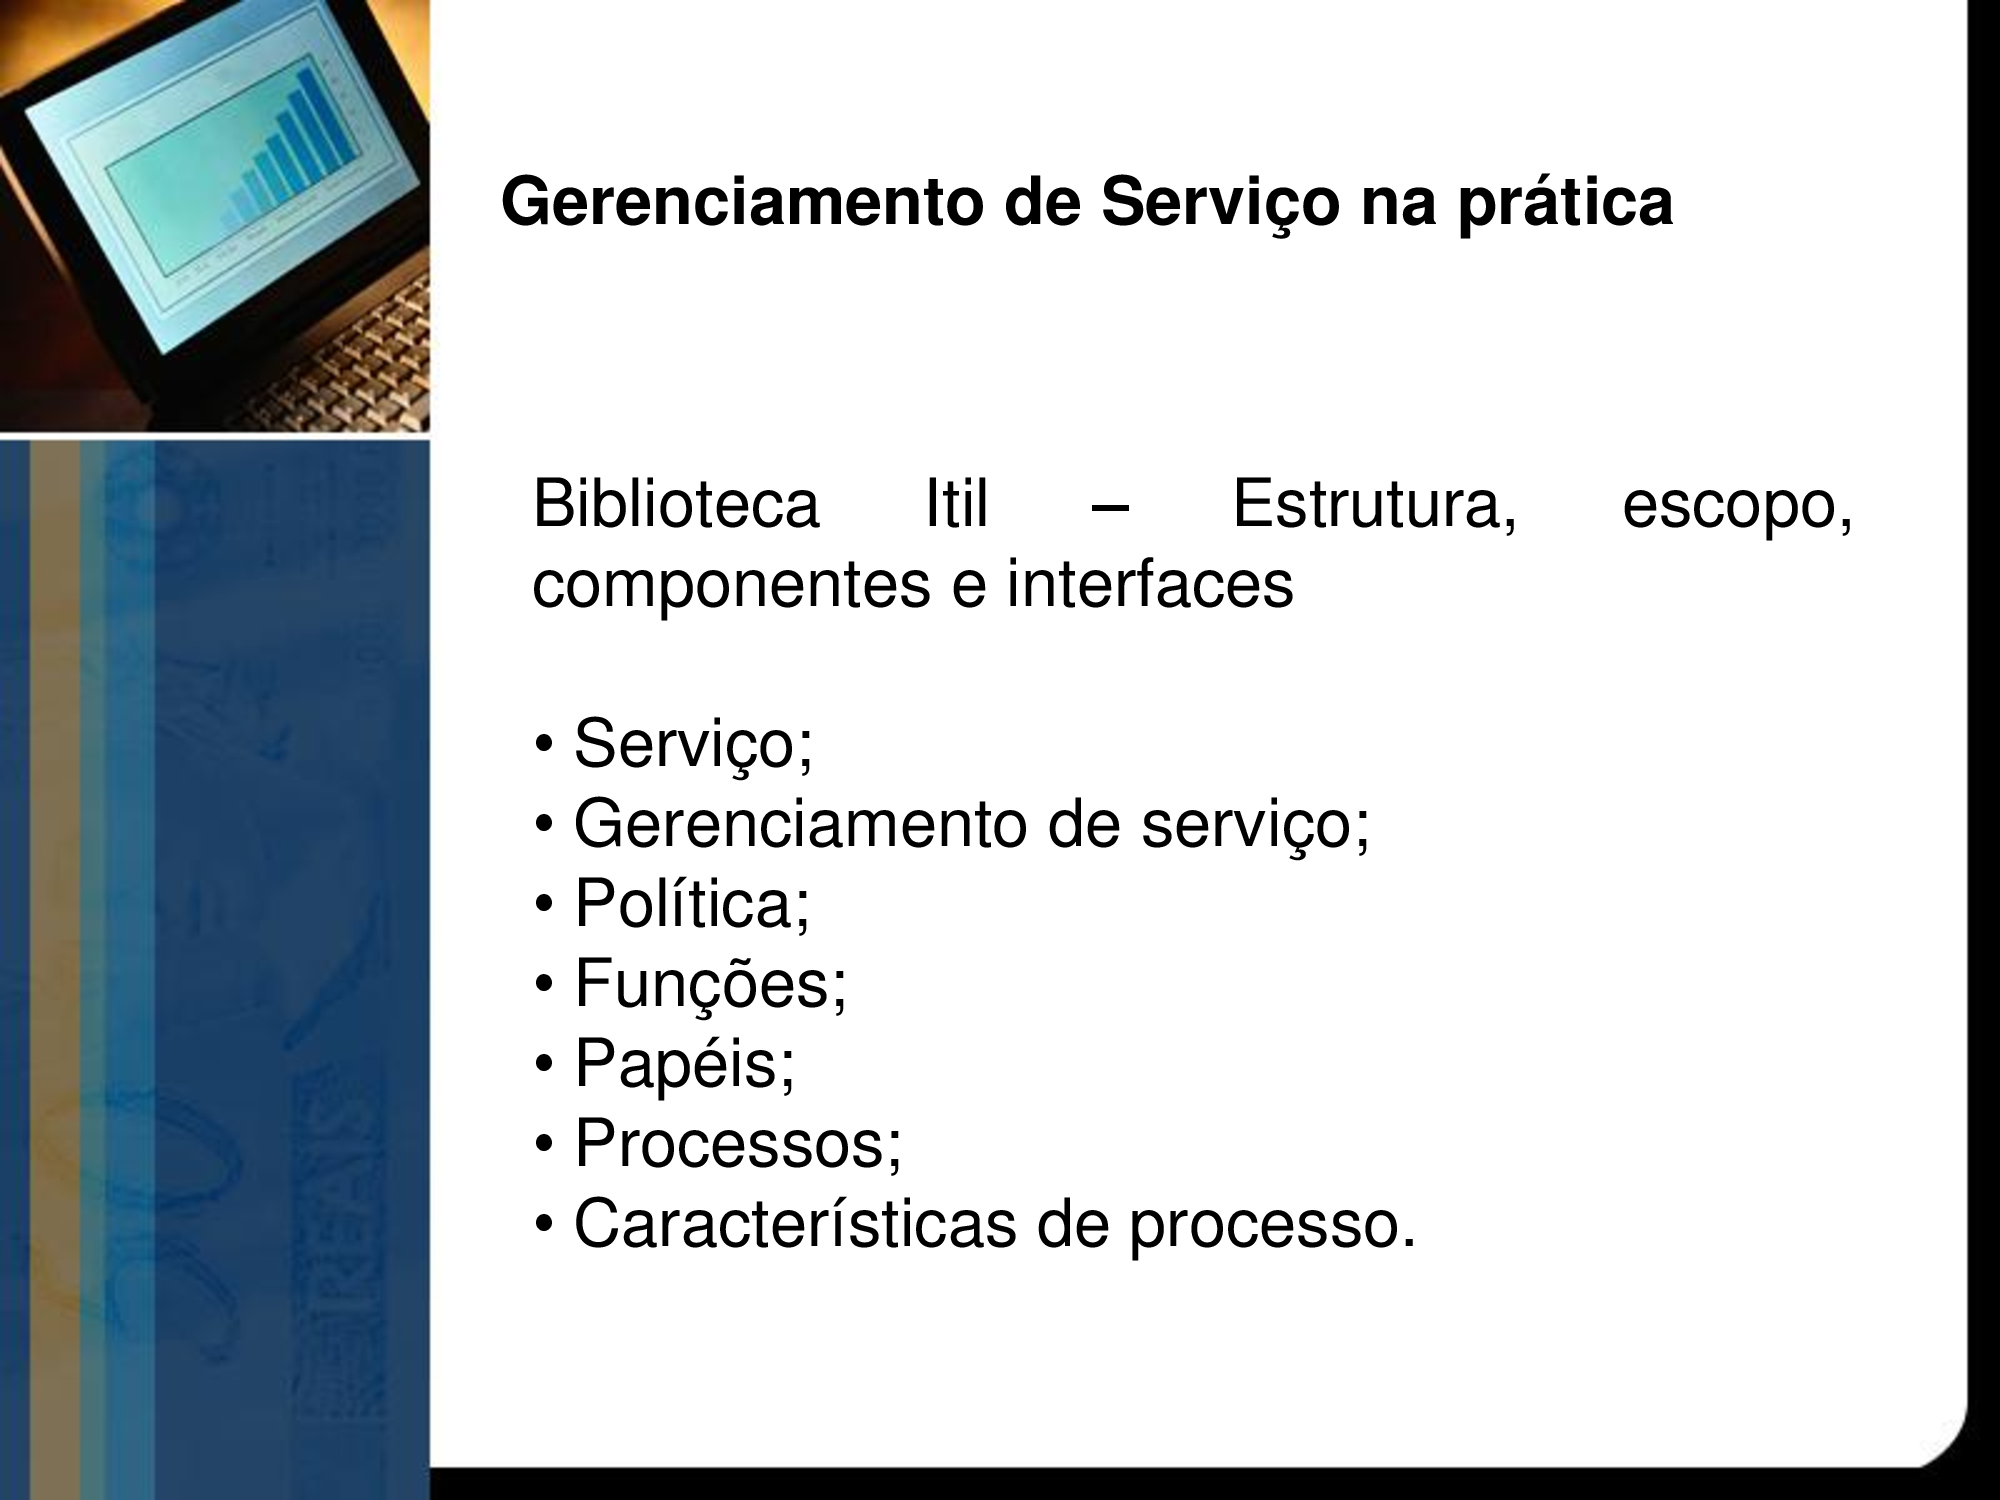 Gerenciamento de Serviço na prática
Biblioteca Itil – Estrutura, escopo,
componentes e interfaces
• Serviço;
• Gerenciamento de serviço;
• Política;
• Funções;
• Papéis;
• Processos;
• Características de processo.
REAIS